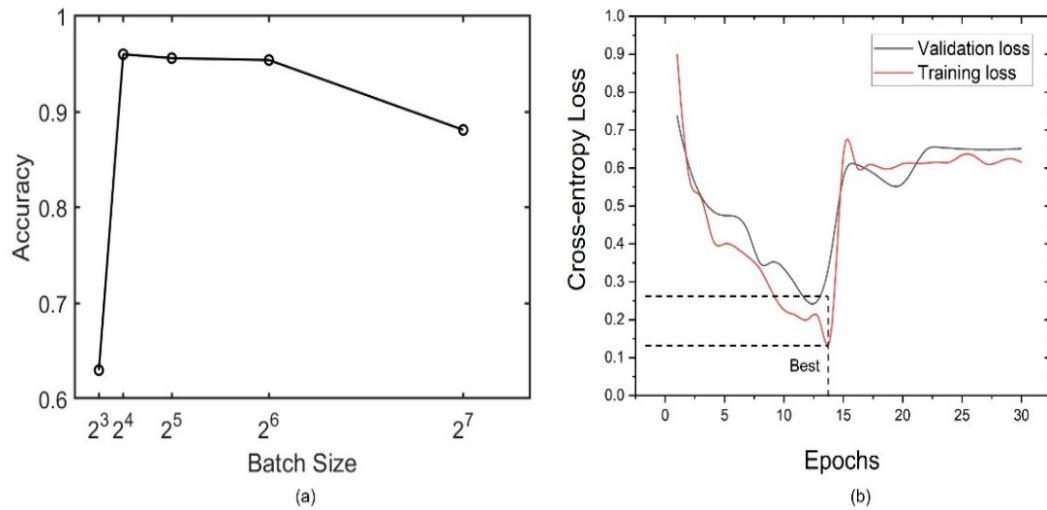 1
0.9
0.8
0.7
0.6
Accuracy
2^3 2^4 2^5 2^6 2^7
Batch Size
(a)
1.0
0.9
0.8
0.7
0.6
0.5
0.4
0.3
0.2
0.1
0.0
Cross-entropy Loss
Validation loss
Training loss
Best
0 5 10 15 20 25 30
Epochs
(b)